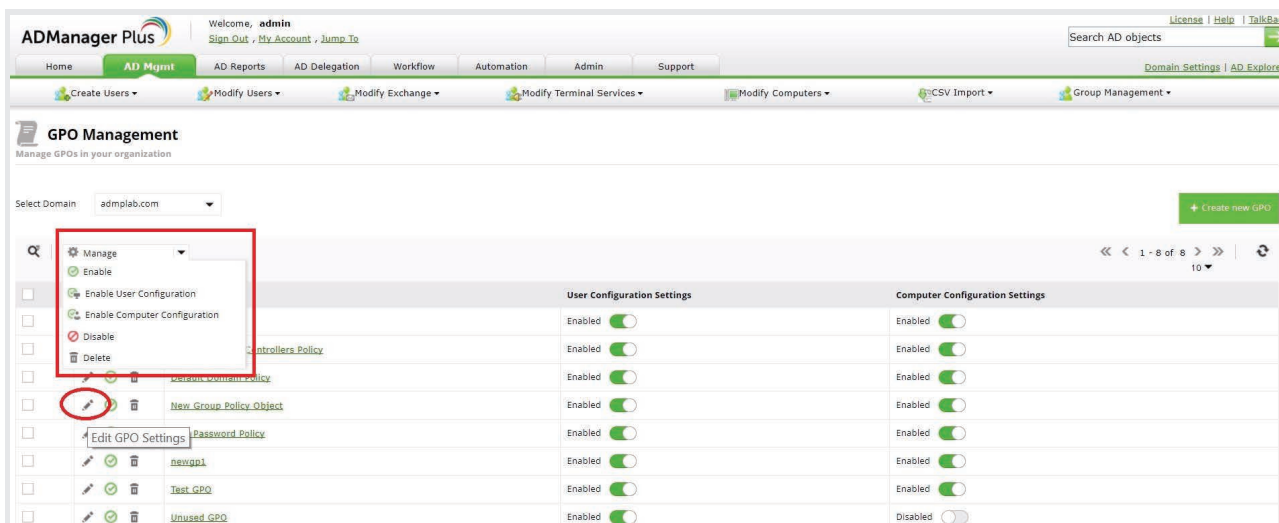 ADManager Plus
Welcome, admin
Sign Out , My Account , Jump To
License | Help | TalkBa
Search AD objects
Home AD Mgmt AD Reports AD Delegation Workflow Automation Admin Support
Domain Settings | AD Explore
Create Users Modify Users Modify Exchange Modify Terminal Services Modify Computers CSV Import Group Management
GPO Management
Manage GPOs in your organization
Select Domain admplab.com
+ Create new GPO
Manage
1 - 8 of 8
10
Enable
Enable User Configuration
Enable Computer Configuration
Disable
Delete
User Configuration Settings Computer Configuration Settings
Enabled Enabled
Controllers Policy Enabled Enabled
Default Domain Policy Enabled Enabled
New Group Policy Object Enabled Enabled
Edit GPO Settings
Password Policy Enabled Enabled
newgp1 Enabled Enabled
Test GPO Enabled Enabled
Unused GPO Enabled Disabled